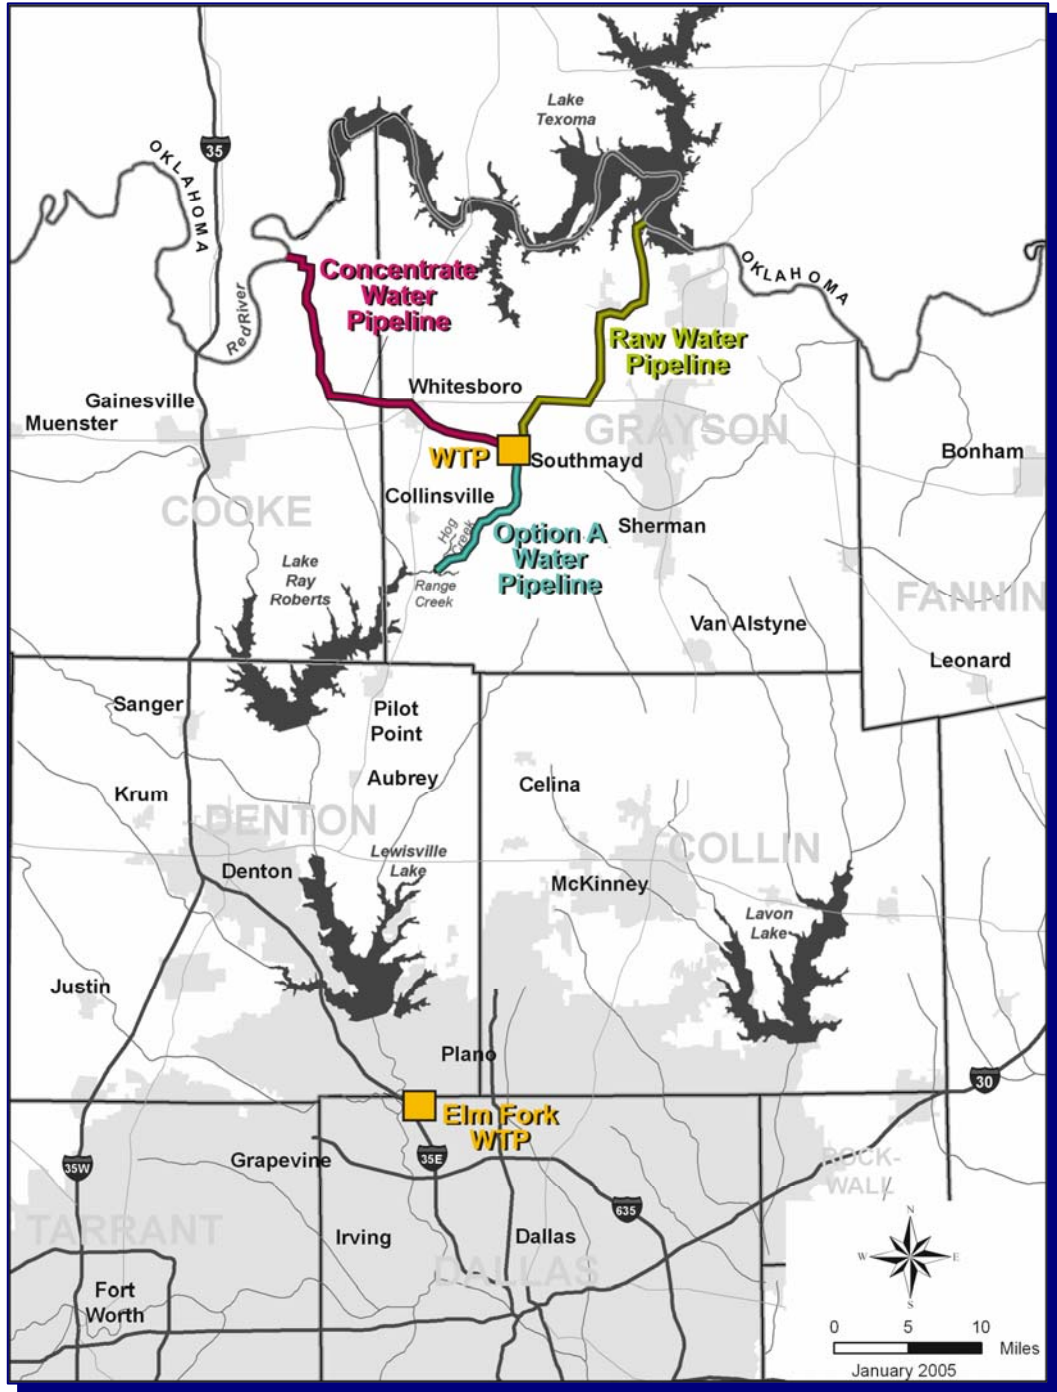 Lake
Texoma
35
OKLAHOMA
OKLAHOMA
Red River
Concentrate
Water
Pipeline
Raw Water
Pipeline
Whitesboro
Gainesville
Muenster
GRAYSON
WTP
Southmayd
Bonham
COOKE
Collinsville
Hog
Creek
Option A
Water
Pipeline
Sherman
Lake
Ray
Roberts
Range
Creek
FANNIN
Van Alstyne
Leonard
Sanger
Pilot
Point
Aubrey
Celina
Krum
DENTON
COLLIN
Lewisville
Lake
Denton
McKinney
Lavon
Lake
Justin
Plano
30
Elm Fork
WTP
35E
35W
Grapevine
ROCK-
WALL
635
TARRANT
Irving
Dallas
DALLAS
Fort
Worth
N
W
E
S
0 5 10
Miles
January 2005